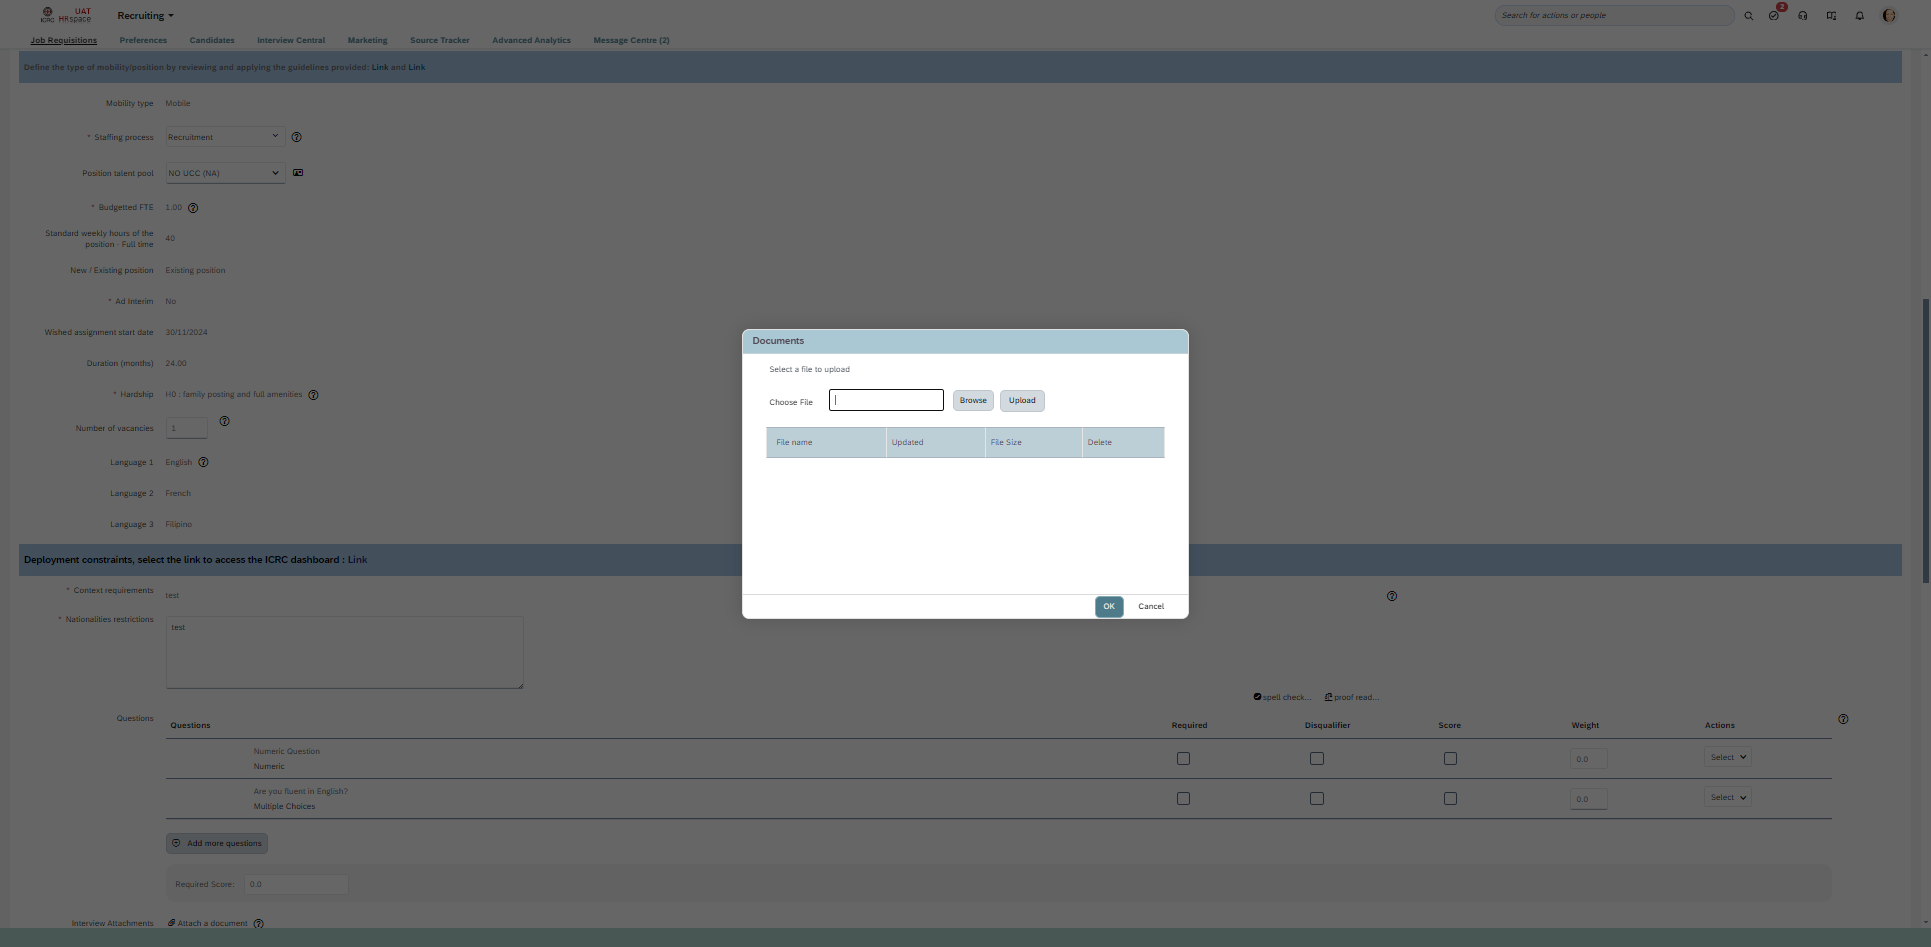 ICRC
UAT
HR space
Recruiting
Search for actions or people
2
Job Requisitions
Preferences
Candidates
Interview Central
Marketing
Source Tracker
Advanced Analytics
Message Centre (2)
Define the type of mobility/position by reviewing and applying the guidelines provided: Link and Link
Mobility type Mobile
* Staffing process Recruitment
Position talent pool NO UCC (NA)
* Budgetted FTE 1.00
Standard weekly hours of the
position - Full time 40
New / Existing position Existing position
* Ad Interim No
Wished assignment start date 30/11/2024
Duration (months) 24.00
* Hardship H0 : family posting and full amenities
Number of vacancies 1
Language 1 English
Language 2 French
Language 3 Filipino
Documents
Select a file to upload
Choose File
Browse
Upload
File name Updated File Size Delete
OK
Cancel
Deployment constraints, select the link to access the ICRC dashboard : Link
* Context requirements test
* Nationalities restrictions test
spell check... proof read...
Questions
Questions Required Disqualifier Score Weight Actions
Numeric Question
Numeric
0.0 Select
Are you fluent in English?
Multiple Choices
0.0 Select
Add more questions
Required Score: 0.0
Interview Attachments Attach a document